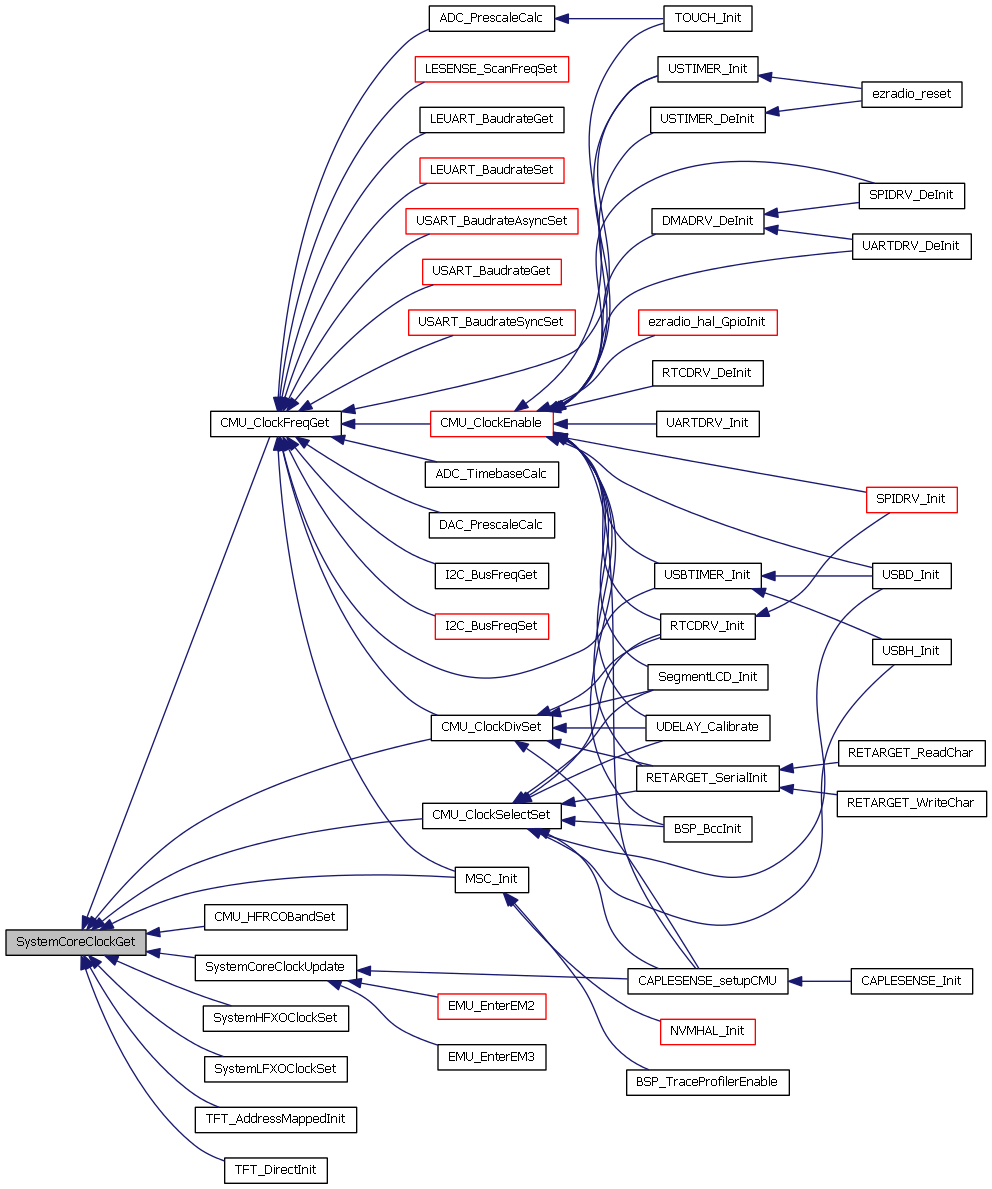 ADC_PrescaleCalc
TOUCH_Init
LESENSE_ScanFreqSet
USTIMER_Init
ezradio_reset
LEUART_BaudrateGet
USTIMER_DeInit
LEUART_BaudrateSet
SPIDRV_DeInit
USART_BaudrateAsyncSet
DMADRV_DeInit
UARTDRV_DeInit
USART_BaudrateGet
USART_BaudrateSyncSet
ezradio_hal_GpioInit
RTCDRV_DeInit
CMU_ClockFreqGet
CMU_ClockEnable
UARTDRV_Init
ADC_TimebaseCalc
SPIDRV_Init
DAC_PrescaleCalc
I2C_BusFreqGet
USBTIMER_Init
USBD_Init
I2C_BusFreqSet
RTCDRV_Init
USBH_Init
SegmentLCD_Init
CMU_ClockDivSet
UDELAY_Calibrate
RETARGET_ReadChar
RETARGET_SerialInit
RETARGET_WriteChar
CMU_ClockSelectSet
BSP_BccInit
MSC_Init
CMU_HFRCOBandSet
SystemCoreClockGet
SystemCoreClockUpdate
CAPLESENSE_setupCMU
CAPLESENSE_Init
EMU_EnterEM2
SystemHFXOClockSet
NVMHAL_Init
EMU_EnterEM3
SystemLFXOClockSet
BSP_TraceProfilerEnable
TFT_AddressMappedInit
TFT_DirectInit